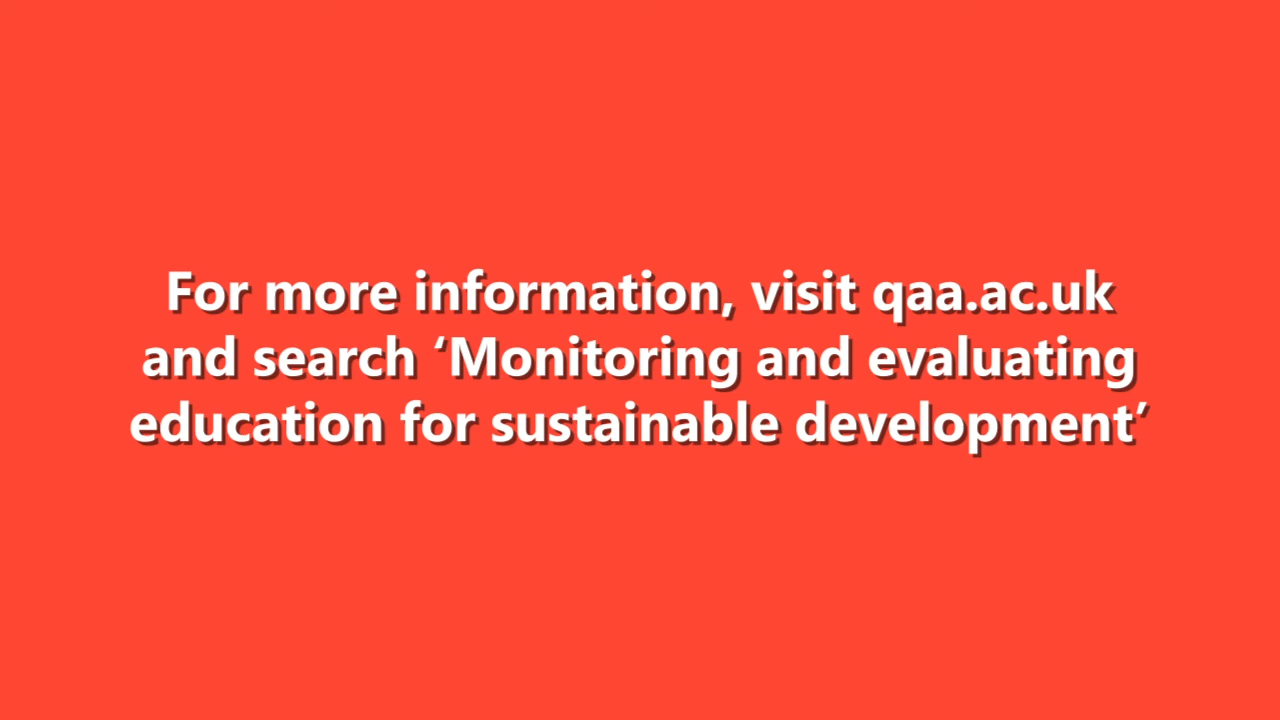 For more information, visit qaa.ac.uk
and search ‘Monitoring and evaluating
education for sustainable development’